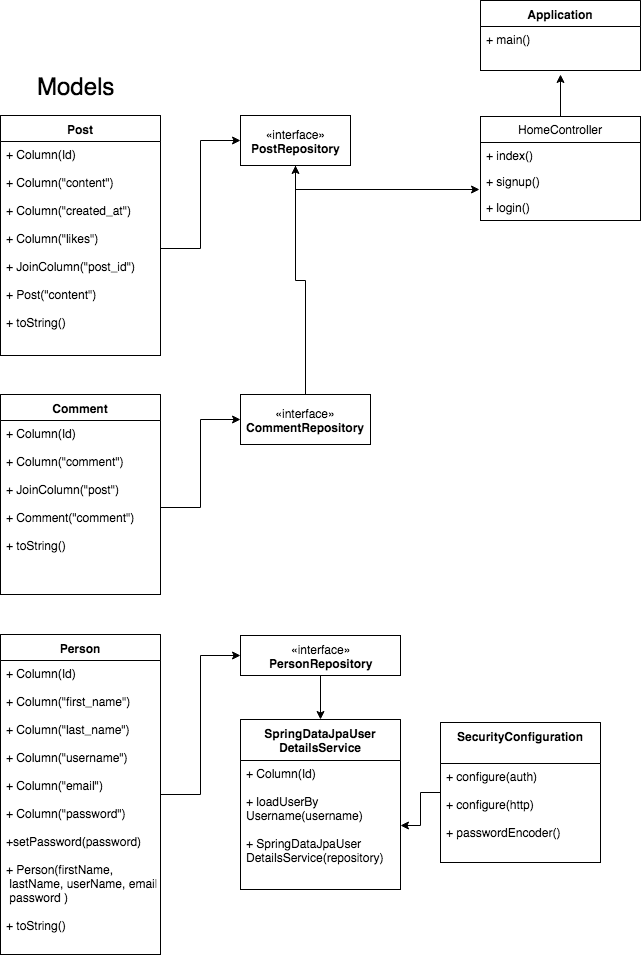 Application
+ main()
Models
Post
+ Column(Id)
+ Column("content")
+ Column("created_at")
+ Column("likes")
+ JoinColumn("post_id")
+ Post("content")
+ toString()
«interface»
PostRepository
HomeController
+ index()
+ signup()
+ login()
Comment
+ Column(Id)
+ Column("comment")
+ JoinColumn("post")
+ Comment("comment")
+ toString()
«interface»
CommentRepository
Person
+ Column(Id)
+ Column("first_name")
+ Column("last_name")
+ Column("username")
+ Column("email")
+ Column("password")
+setPassword(password)
+ Person(firstName,
lastName, userName, email
password )
+ toString()
«interface»
PersonRepository
SpringDataJpaUser
DetailsService
+ Column(Id)
+ loadUserBy
Username(username)
+ SpringDataJpaUser
DetailsService(repository)
SecurityConfiguration
+ configure(auth)
+ configure(http)
+ passwordEncoder()